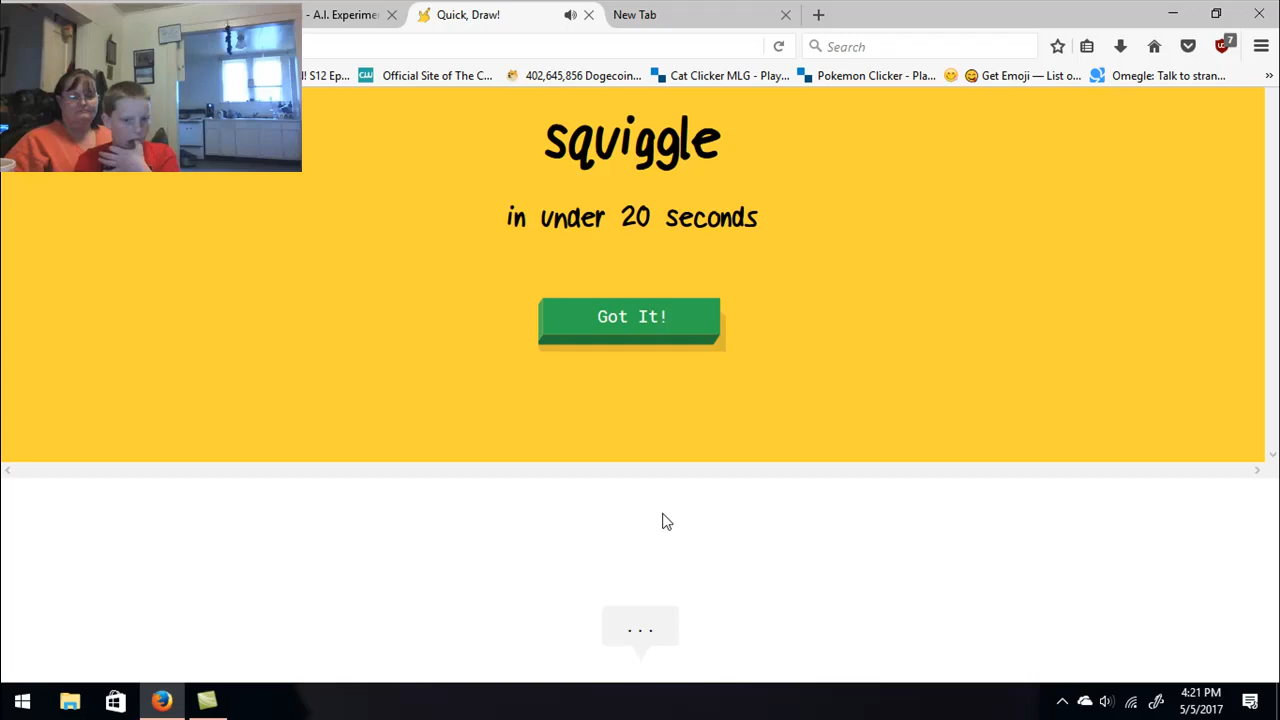 - A.I. Experime
Quick, Draw!
New Tab
Search
7
! S12 Ep...
CW Official Site of The C...
402,645,856 Dogecoin...
Cat Clicker MLG - Play...
Pokemon Clicker - Pla...
Get Emoji — List o...
Omegle: Talk to stran...
»
squiggle
in under 20 seconds
Got It!
...
4:21 PM
5/5/2017